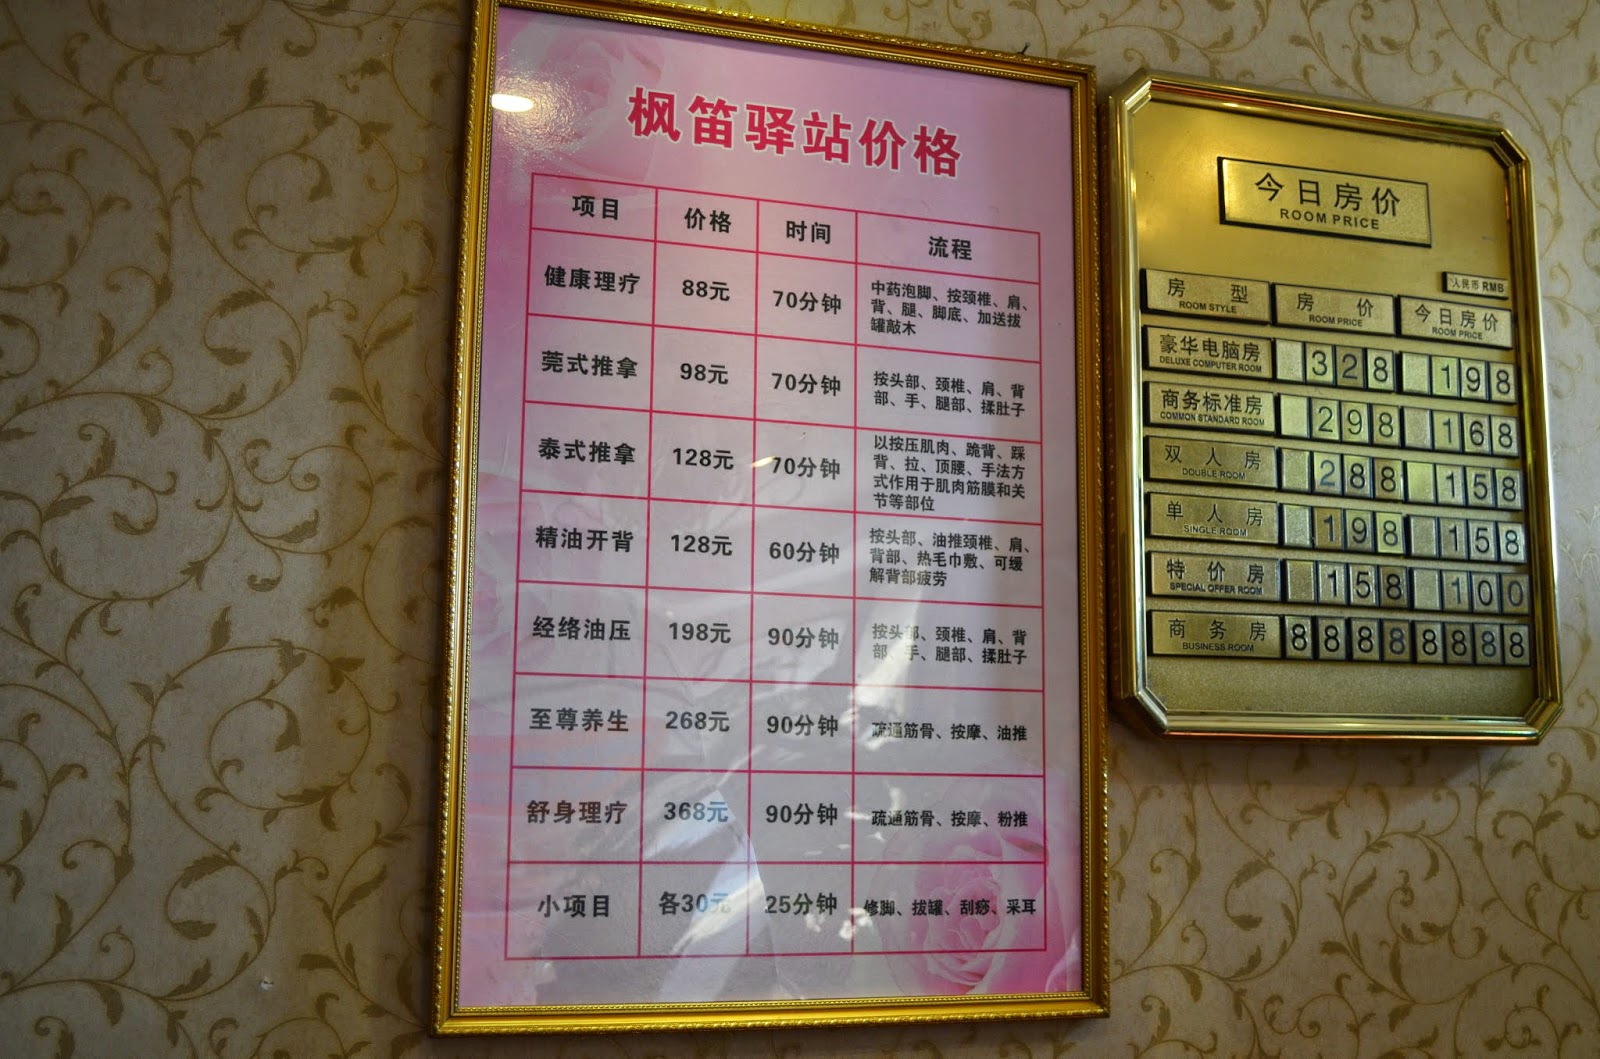 枫笛驿站价格
项目 价格 时间 流程
健康理疗 88元 70分钟 中药泡脚、按颈椎、肩、
背、腿、脚底、加送拔
罐敲木
莞式推拿 98元 70分钟 按头部、颈椎、肩、背
部、手、腿部、揉肚子
泰式推拿 128元 70分钟 以按压肌肉、跪背、踩
背、拉、顶腰、手法方
式作用于肌肉筋膜和关
节等部位
精油开背 128元 60分钟 按头部、油推颈椎、肩、
背部、热毛巾敷、可缓
解背部疲劳
经络油压 198元 90分钟 按头部、颈椎、肩、背
部、手、腿部、揉肚子
至尊养生 268元 90分钟 疏通筋骨、按摩、油推
舒身理疗 368元 90分钟 疏通筋骨、按摩、粉推
小项目 各30元 25分钟 修脚、拔罐、刮痧、采耳
今日房价
ROOM PRICE
人民币 RMB
房型 房价 今日房价
ROOM STYLE ROOM PRICE ROOM PRICE
豪华电脑房 328 198
DELUXE COMPUTER ROOM
商务标准房 298 168
COMMON STANDARD ROOM
双人房 288 158
DOUBLE ROOM
单人房 198 158
SINGLE ROOM
特价房 158 100
SPECIAL OFFER ROOM
商务房 8888 8888
BUSINESS ROOM